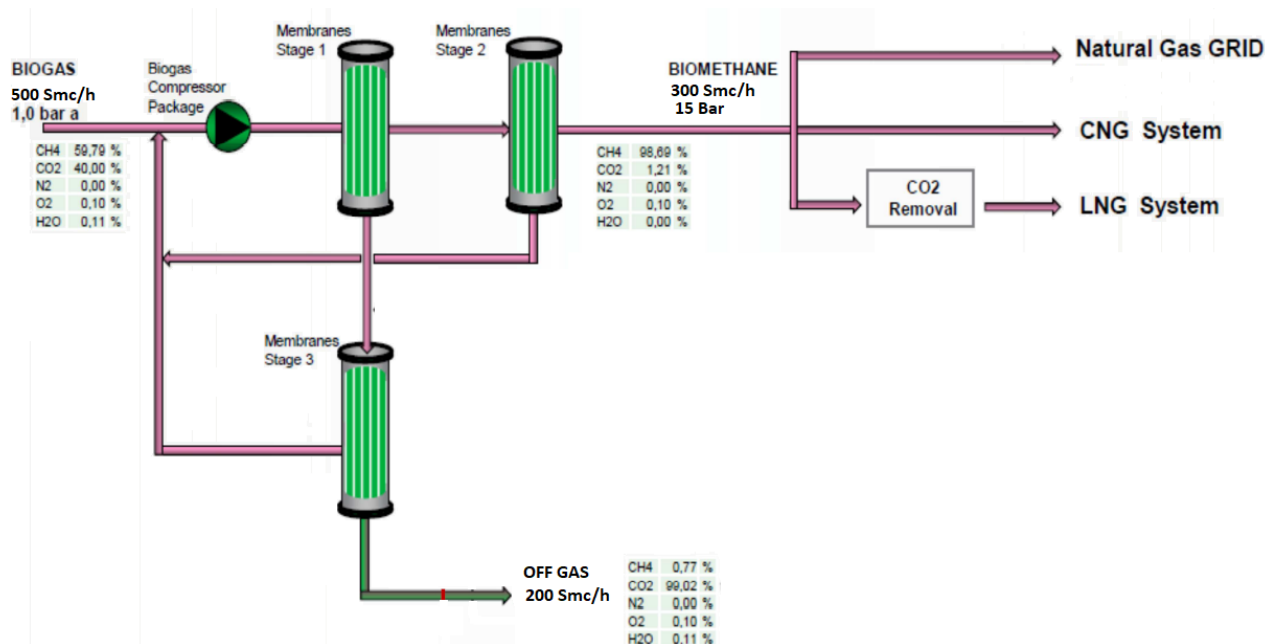 Membranes
Stage 1
Membranes
Stage 2
Natural Gas GRID
BIOGAS
500 Smc/h
1,0 bar a
Biogas
Compressor
Package
BIOMETHANE
300 Smc/h
15 Bar
CNG System
CH4 59,79 %
CO2 40,00 %
N2 0,00 %
O2 0,10 %
H2O 0,11 %
CH4 98,69 %
CO2 1,21 %
N2 0,00 %
O2 0,10 %
H2O 0,00 %
CO2
Removal
LNG System
Membranes
Stage 3
OFF GAS
200 Smc/h
CH4 0,77 %
CO2 99,02 %
N2 0,00 %
O2 0,10 %
H2O 0,11 %